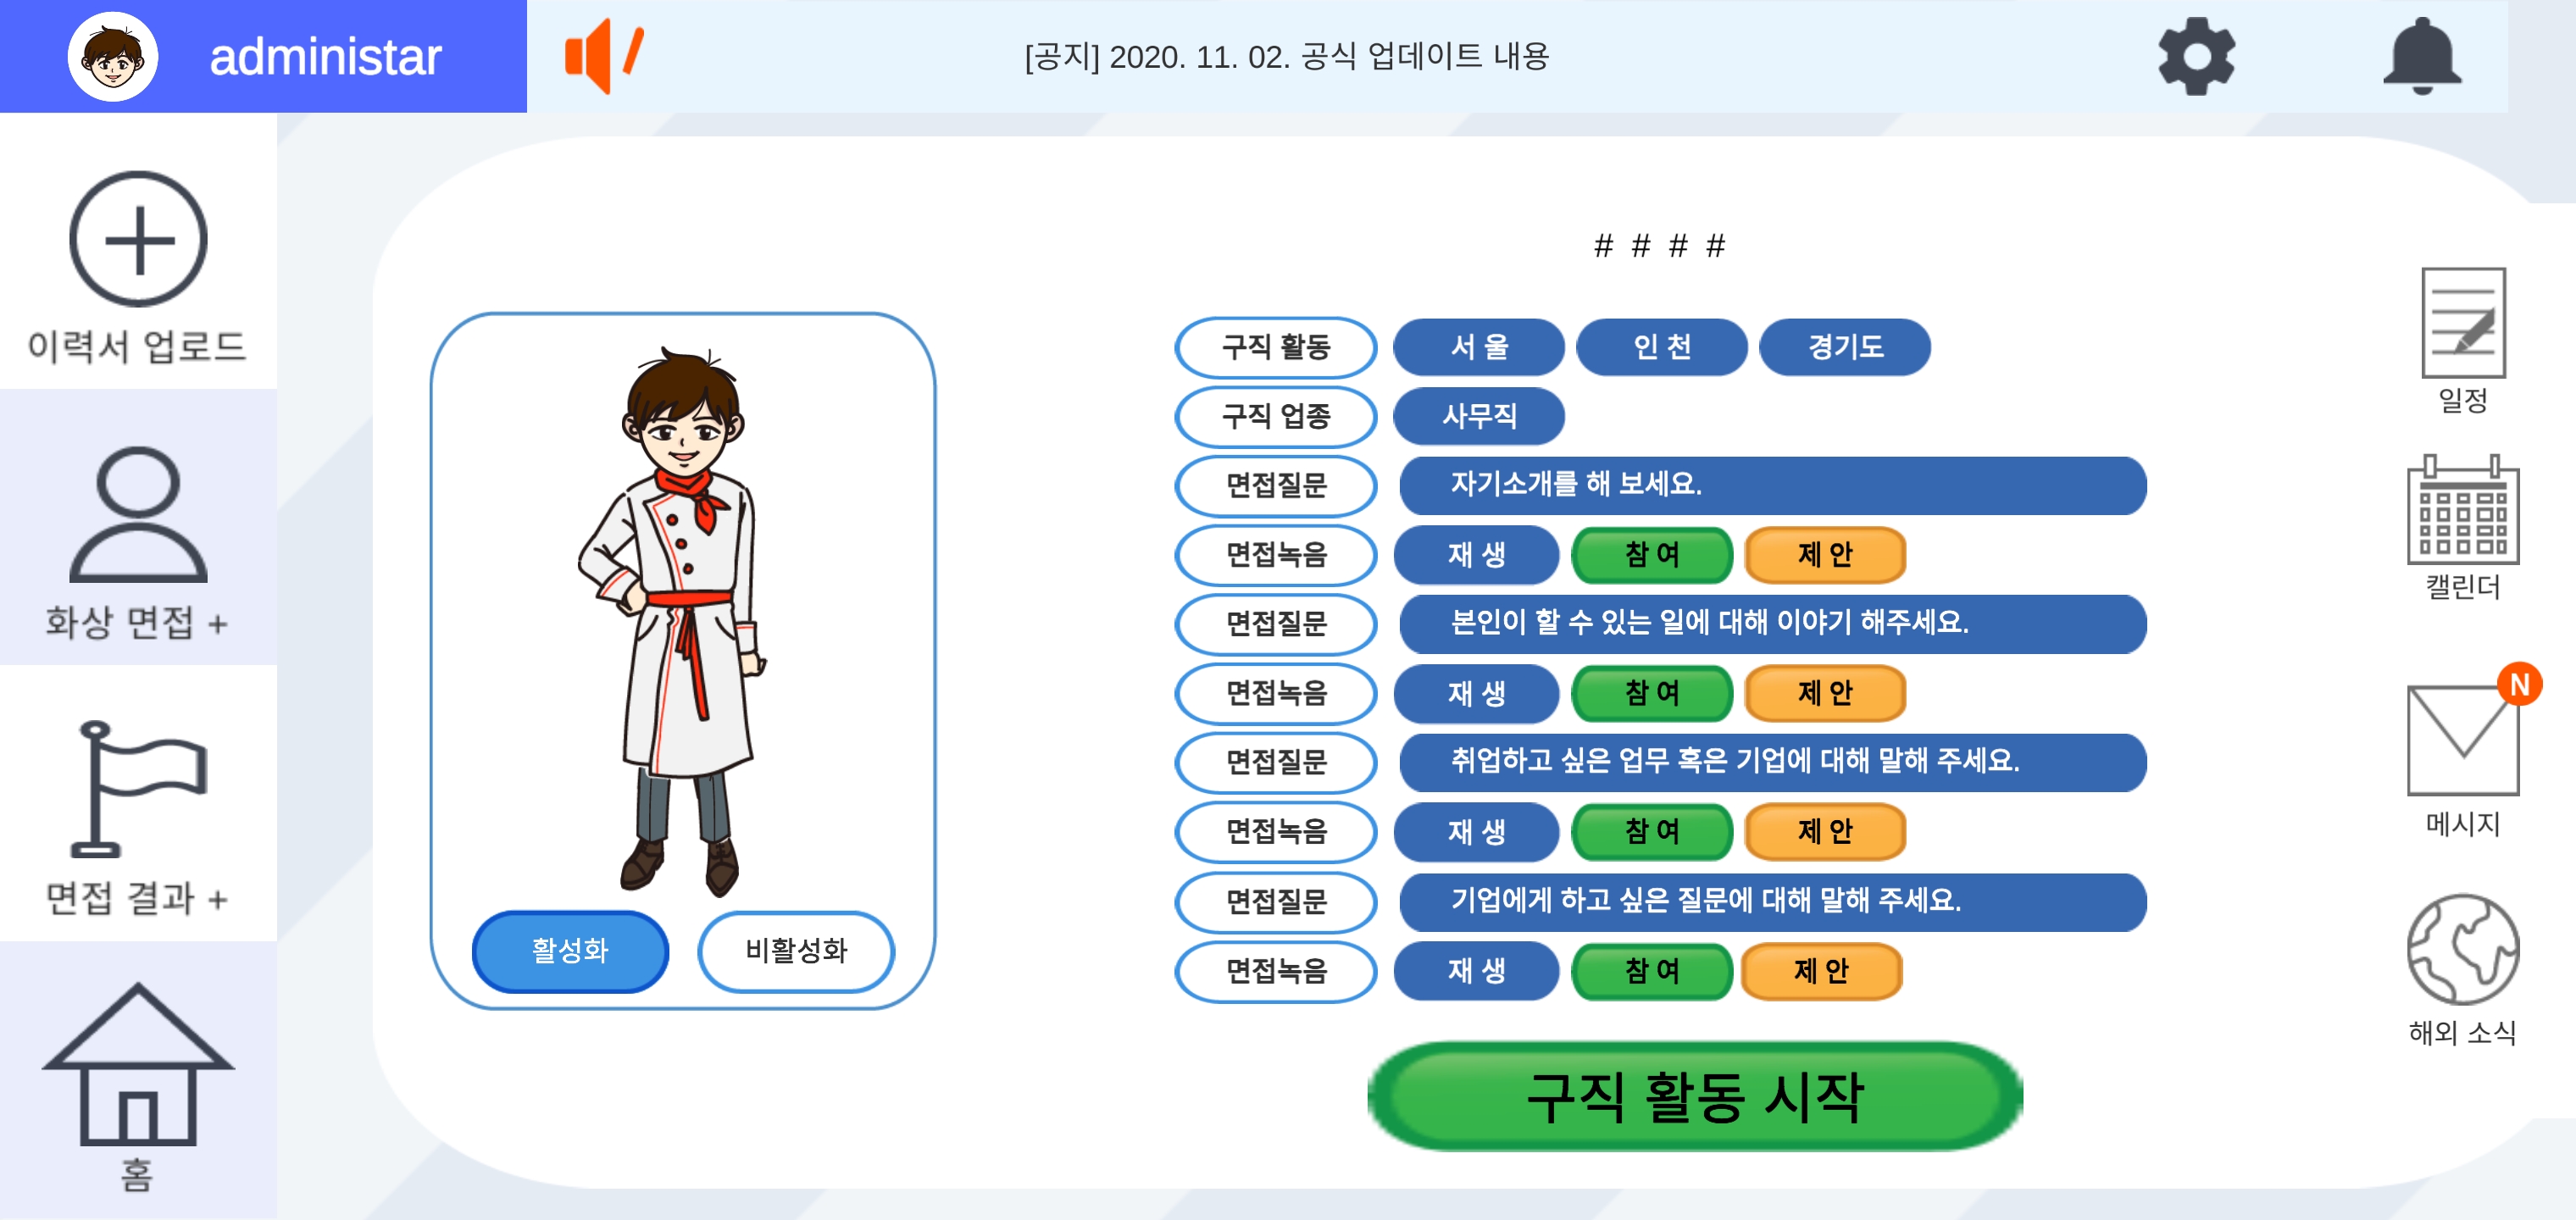 administar
[공지] 2020. 11. 02. 공식 업데이트 내용
이력서 업로드
화상 면접 +
면접 결과 +
홈
활성화 비활성화
# # # #
구직 활동 서 울 인 천 경기도
구직 업종 사무직
면접질문 자기소개를 해 보세요.
면접녹음 재 생 참 여 제 안
면접질문 본인이 할 수 있는 일에 대해 이야기 해주세요.
면접녹음 재 생 참 여 제 안
면접질문 취업하고 싶은 업무 혹은 기업에 대해 말해 주세요.
면접녹음 재 생 참 여 제 안
면접질문 기업에게 하고 싶은 질문에 대해 말해 주세요.
면접녹음 재 생 참 여 제 안
구직 활동 시작
일정
캘린더
N
메시지
해외 소식